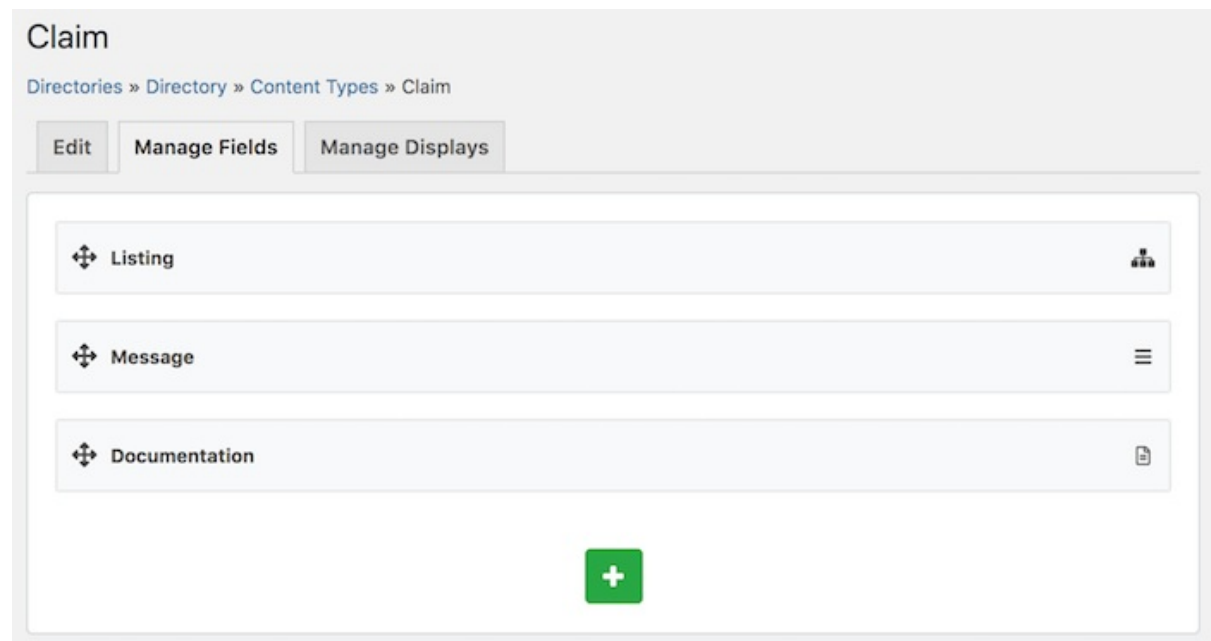 Claim
Directories » Directory » Content Types » Claim
Edit Manage Fields Manage Displays
Listing
Message
Documentation